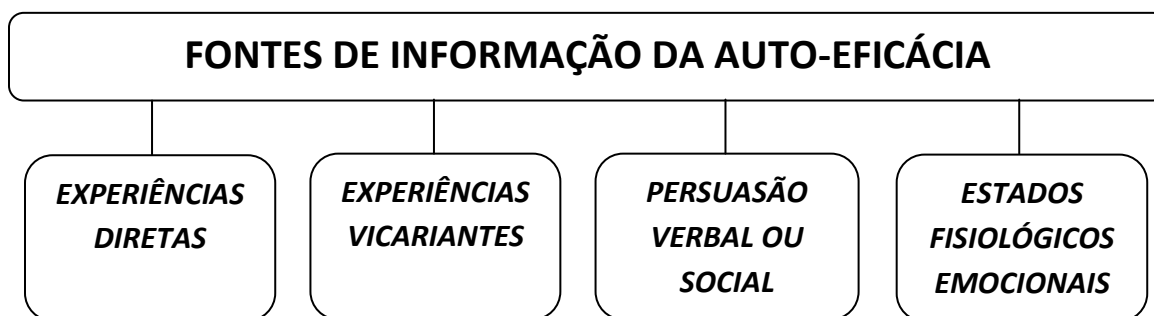 FONTES DE INFORMAÇÃO DA AUTO-EFICÁCIA
EXPERIÊNCIAS
DIRETAS
EXPERIÊNCIAS
VICARIANTES
PERSUASÃO
VERBAL OU
SOCIAL
ESTADOS
FISIOLÓGICOS
EMOCIONAIS